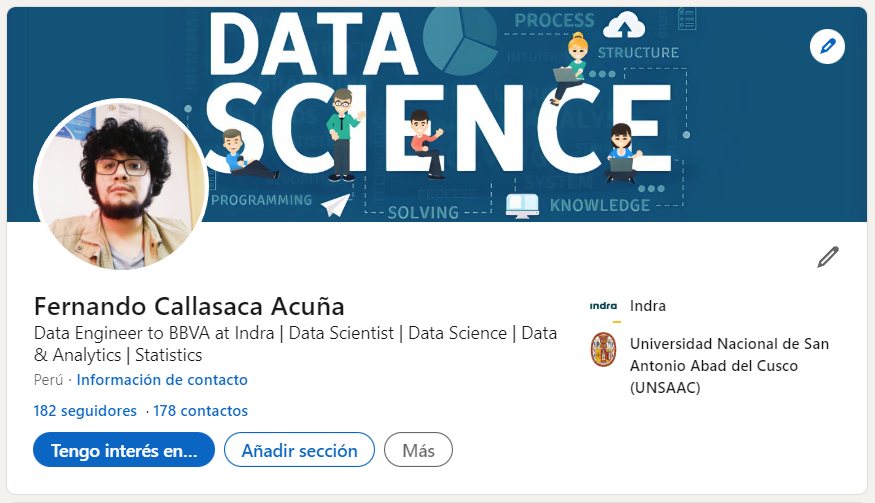 DATA
SCIENCE
PROCESS
STRUCTURE
PROGRAMMING
SOLVING
KNOWLEDGE
SYSTEM
PROCESS
Fernando Callasaca Acuña
Data Engineer to BBVA at Indra | Data Scientist | Data Science | Data
& Analytics | Statistics
Perú · Información de contacto
182 seguidores · 178 contactos
Tengo interés en...
Añadir sección
Más
indra
Indra
Universidad Nacional de San
Antonio Abad del Cusco
(UNSAAC)